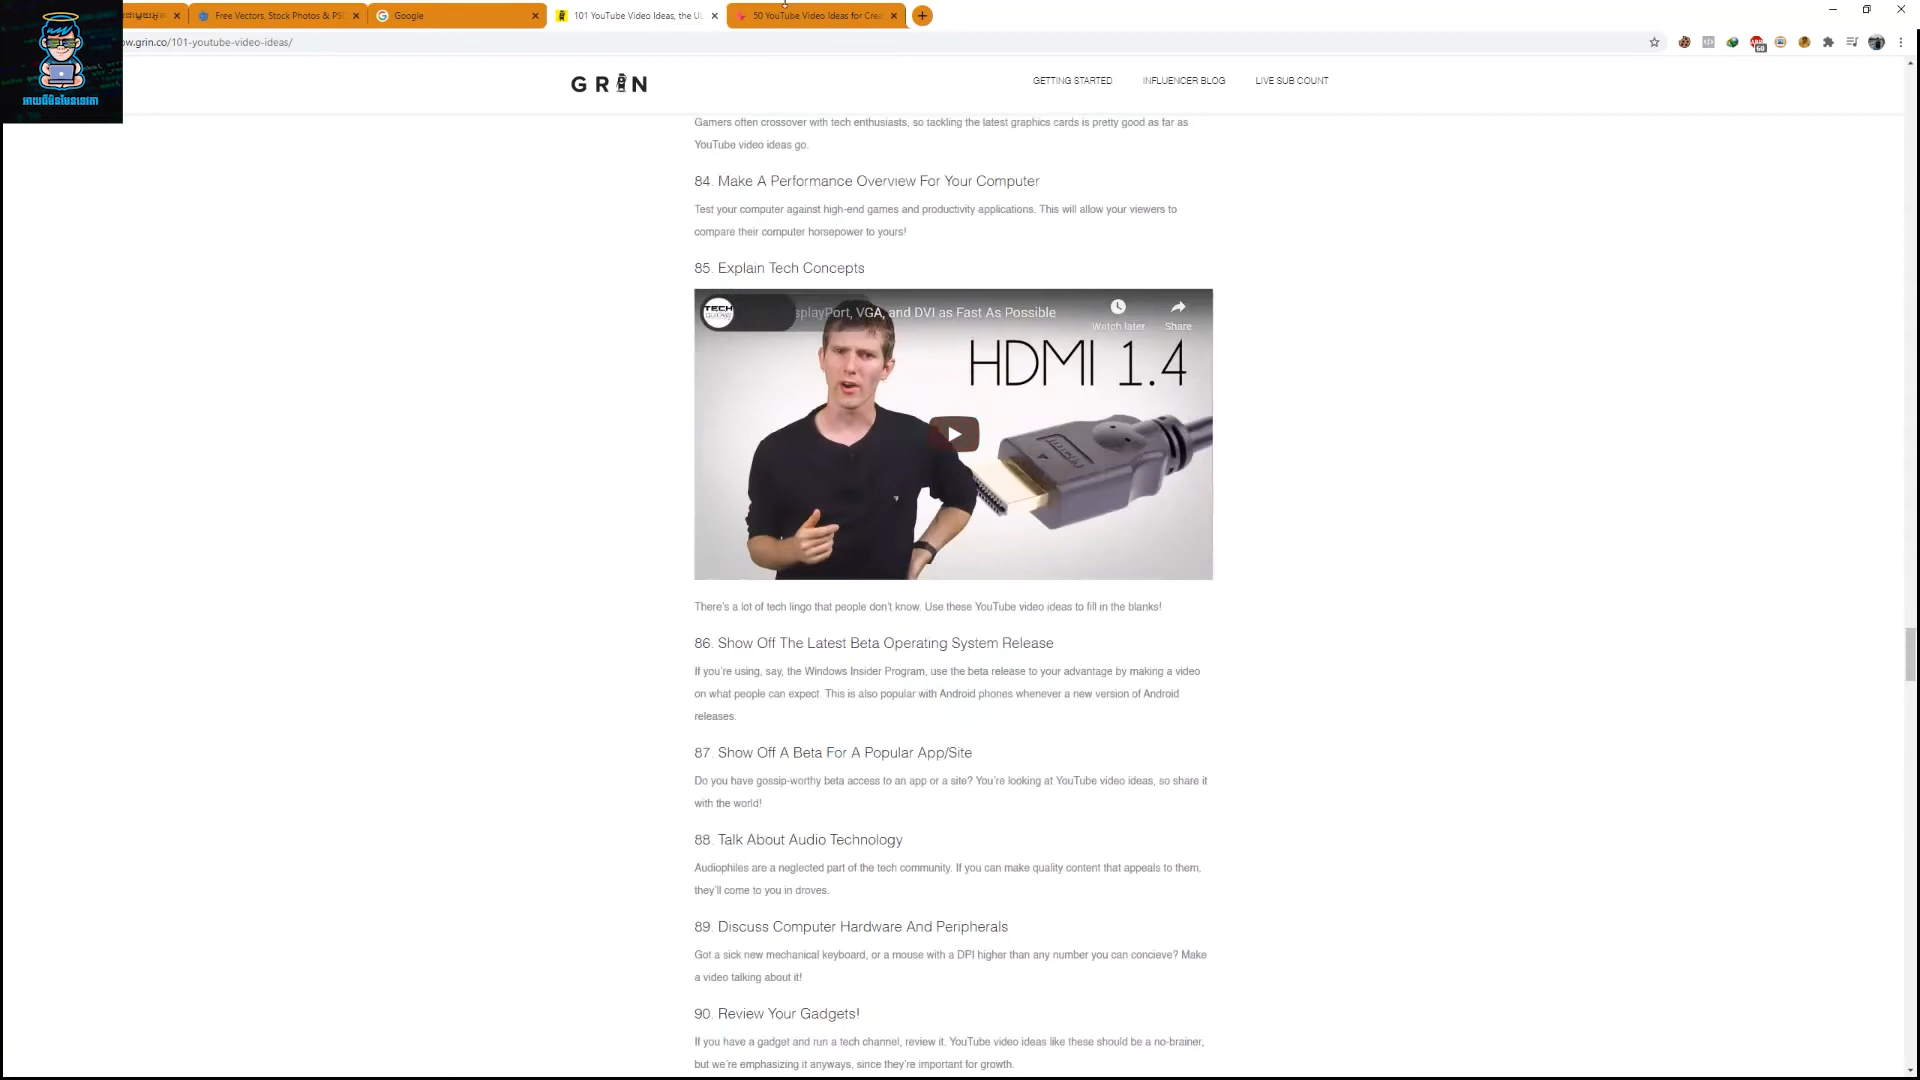 Free Vectors, Stock Photos & PS
Google
101 YouTube Video Ideas, the Ul
50 YouTube Video Ideas for Crea
.grin.co/101-youtube-video-ideas/
60
GRIN
GETTING STARTED
INFLUENCER BLOG
LIVE SUB COUNT
Gamers often crossover with tech enthusiasts, so tackling the latest graphics cards is pretty good as far as
YouTube video ideas go.
84. Make A Performance Overview For Your Computer
Test your computer against high-end games and productivity applications. This will allow your viewers to
compare their computer horsepower to yours!
85. Explain Tech Concepts
TECH
splayPort, VGA, and DVI as Fast As Possible
Watch later
Share
HDMI 1.4
There's a lot of tech lingo that people don't know. Use these YouTube video ideas to fill in the blanks!
86. Show Off The Latest Beta Operating System Release
If you're using, say, the Windows Insider Program, use the beta release to your advantage by making a video
on what people can expect. This is also popular with Android phones whenever a new version of Android
releases.
87. Show Off A Beta For A Popular App/Site
Do you have gossip-worthy beta access to an app or a site? You're looking at YouTube video ideas, so share it
with the world!
88. Talk About Audio Technology
Audiophiles are a neglected part of the tech community. If you can make quality content that appeals to them,
they'll come to you in droves.
89. Discuss Computer Hardware And Peripherals
Got a sick new mechanical keyboard, or a mouse with a DPI higher than any number you can concieve? Make
a video talking about it!
90. Review Your Gadgets!
If you have a gadget and run a tech channel, review it. YouTube video ideas like these should be a no-brainer,
but we're emphasizing it anyways, since they're important for growth.